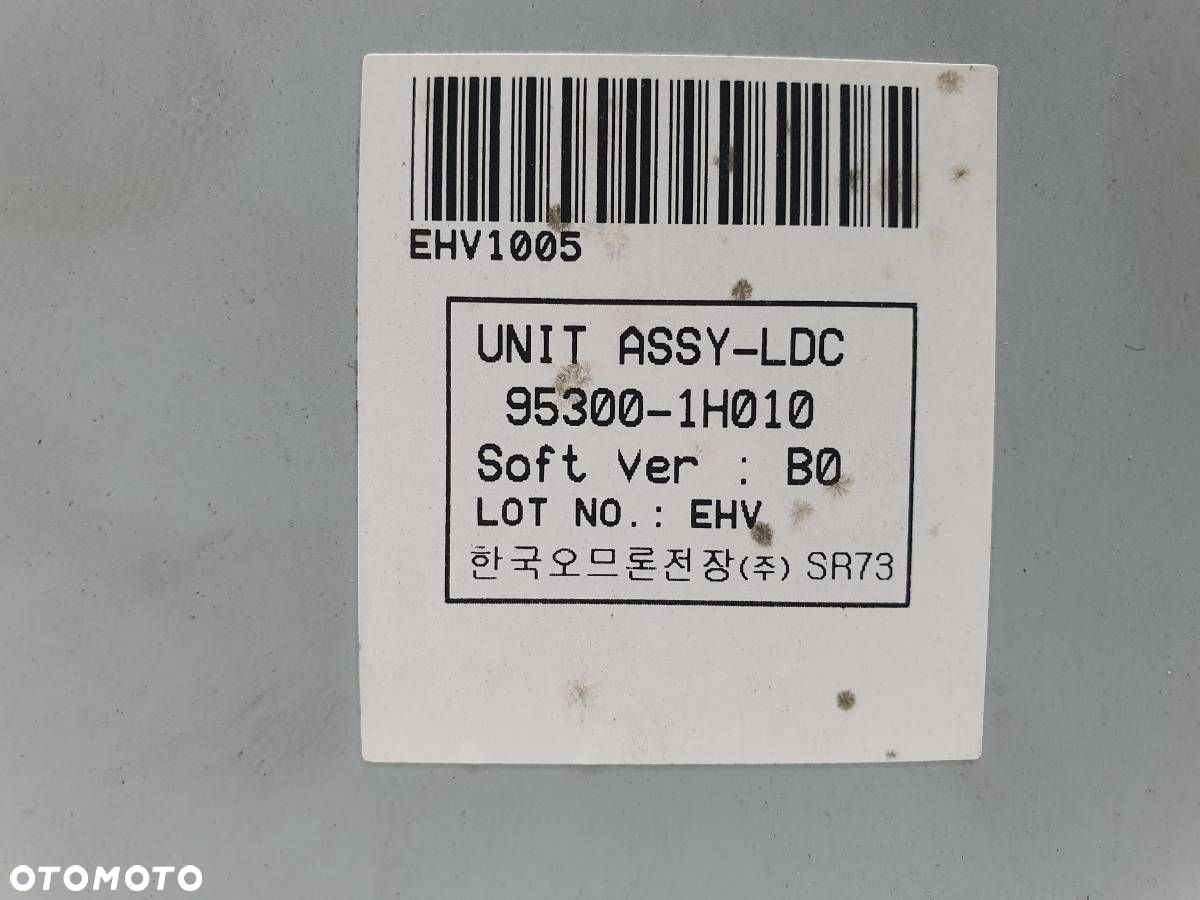 EHV1005
UNIT ASSY-LDC
95300-1H010
Soft Ver : B0
LOT NO.: EHV
한국오므론전장(주) SR73
OTOMOTO